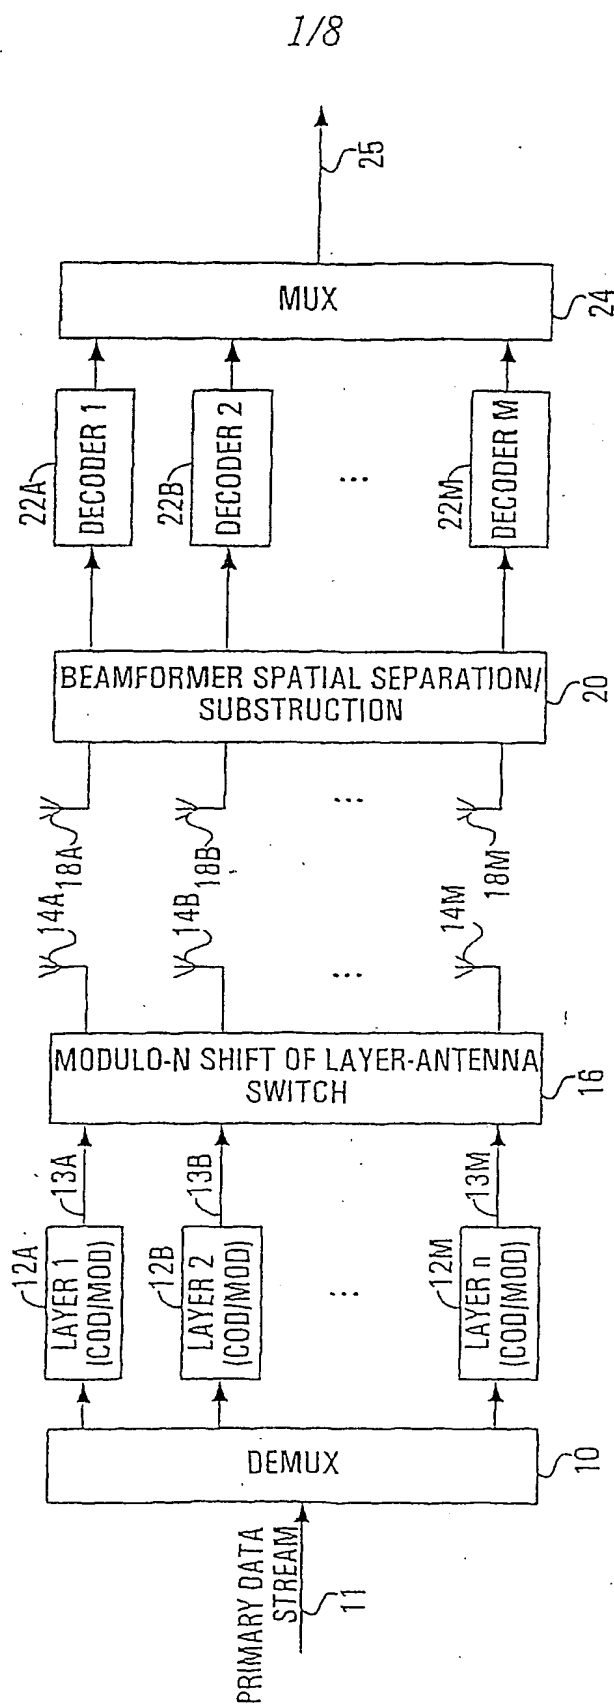 1/8
PRIMARY DATA
STREAM
11
DEMUX
10
12A
LAYER 1
(COD/MOD)
13A
12B
LAYER 2
(COD/MOD)
13B
...
12M
LAYER n
(COD/MOD)
13M
MODULO-N SHIFT OF LAYER-ANTENNA
SWITCH
16
14A
18A
14B
18B
...
...
14M
18M
BEAMFORMER SPATIAL SEPARATION/
SUBSTRUCTION
20
22A
DECODER 1
22B
DECODER 2
...
22M
DECODER M
MUX
24
25